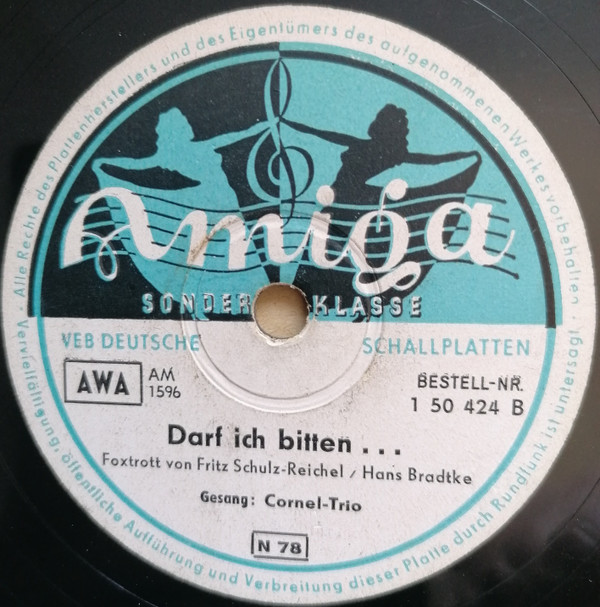 · Alle Rechte des Plattenherstellers und des Eigentümers des aufgenommenen Werkes vorbehalten ·
Amiga
SONDER KLASSE
VEB DEUTSCHE SCHALLPLATTEN
AWA
AM
1596
BESTELL-NR.
1 50 424 B
Darf ich bitten . . .
Foxtrott von Fritz Schulz-Reichel / Hans Bradtke
Gesang: Cornel-Trio
N 78
Vervielfältigung, öffentliche Aufführung und Verbreitung dieser Platte durch Rundfunk ist untersagt ·